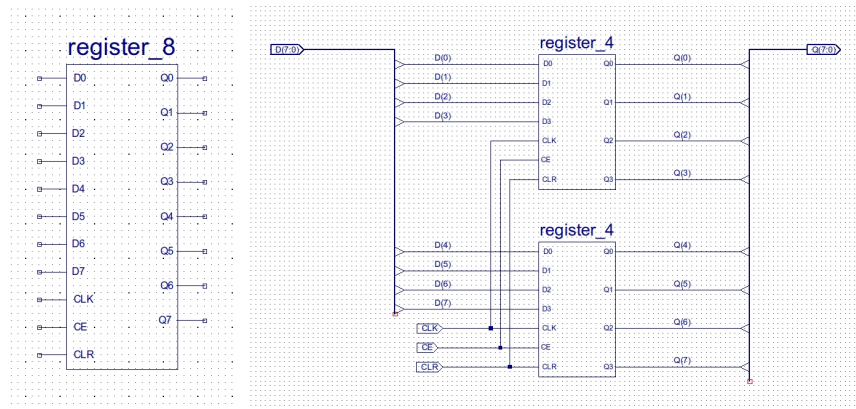 register_8
D0 Q0
D1 Q1
D2 Q2
D3 Q3
D4 Q4
D5 Q5
D6 Q6
D7 Q7
CLK
CE
CLR
D(7:0)
Q(7:0)
register_4
D(0) D0 Q0 Q(0)
D(1) D1
D(2) D2 Q1 Q(1)
D(3) D3
CLK Q2 Q(2)
CE
CLR Q3 Q(3)
register_4
D(4) D0 Q0 Q(4)
D(5) D1
D(6) D2 Q1 Q(5)
D(7) D3
CLK CLK Q2 Q(6)
CE CE
CLR CLR Q3 Q(7)